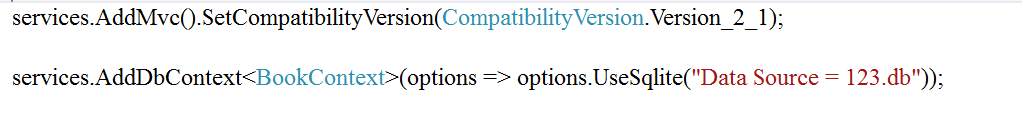 services.AddMvc().SetCompatibilityVersion(CompatibilityVersion.Version_2_1);
services.AddDbContext<BookContext>(options => options.UseSqlite("Data Source = 123.db"));